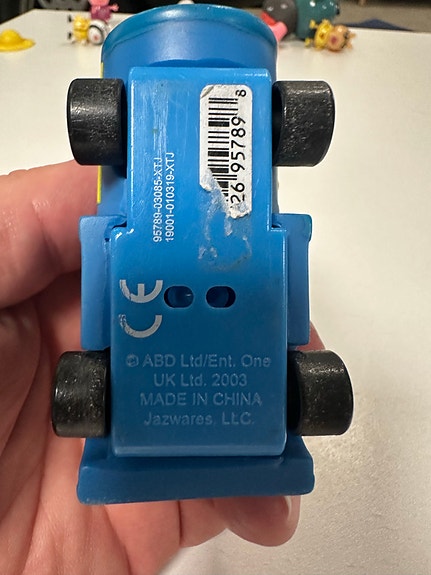 95789-03085-XTJ
19001-010319-XTJ
26 95789 8
CE
© ABD Ltd/Ent. One
UK Ltd. 2003
MADE IN CHINA
Jazwares, LLC.